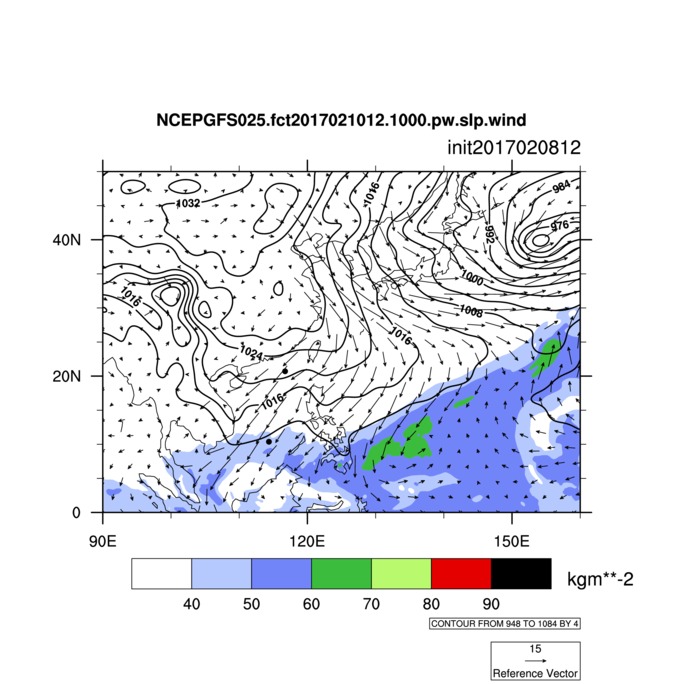 NCEPGFS025.fct2017021012.1000.pw.slp.wind
init2017020812
1016
984
1032
992
976
40N
1000
1016
1008
1016
1024
20N
1016
0
90E 120E 150E
kgm**-2
40 50 60 70 80 90
CONTOUR FROM 948 TO 1084 BY 4
15
Reference Vector